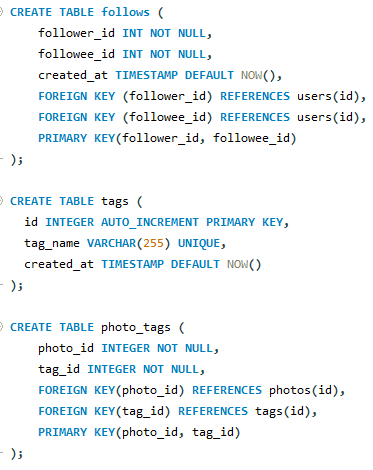 CREATE TABLE follows (
    follower_id INT NOT NULL,
    followee_id INT NOT NULL,
    created_at TIMESTAMP DEFAULT NOW(),
    FOREIGN KEY (follower_id) REFERENCES users(id),
    FOREIGN KEY (followee_id) REFERENCES users(id),
    PRIMARY KEY(follower_id, followee_id)
);
CREATE TABLE tags (
  id INTEGER AUTO_INCREMENT PRIMARY KEY,
  tag_name VARCHAR(255) UNIQUE,
  created_at TIMESTAMP DEFAULT NOW()
);
CREATE TABLE photo_tags (
    photo_id INTEGER NOT NULL,
    tag_id INTEGER NOT NULL,
    FOREIGN KEY(photo_id) REFERENCES photos(id),
    FOREIGN KEY(tag_id) REFERENCES tags(id),
    PRIMARY KEY(photo_id, tag_id)
);